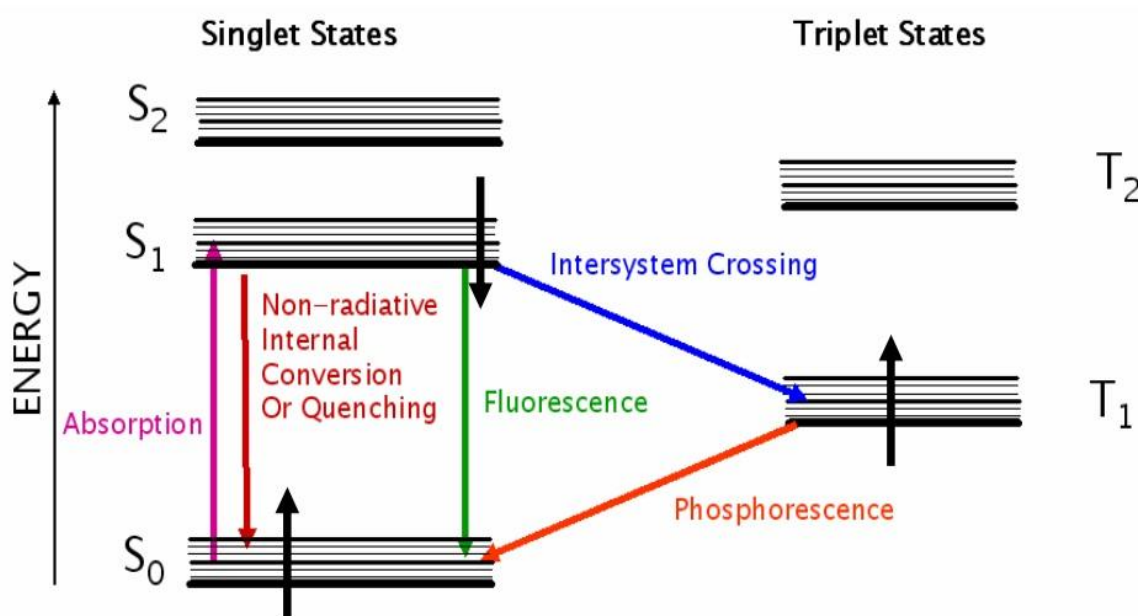 Singlet States
Triplet States
S₂
T₂
S₁
Intersystem Crossing
Non-radiative
Internal
Conversion
Or Quenching
ENERGY
Absorption
Fluorescence
T₁
Phosphorescence
S₀